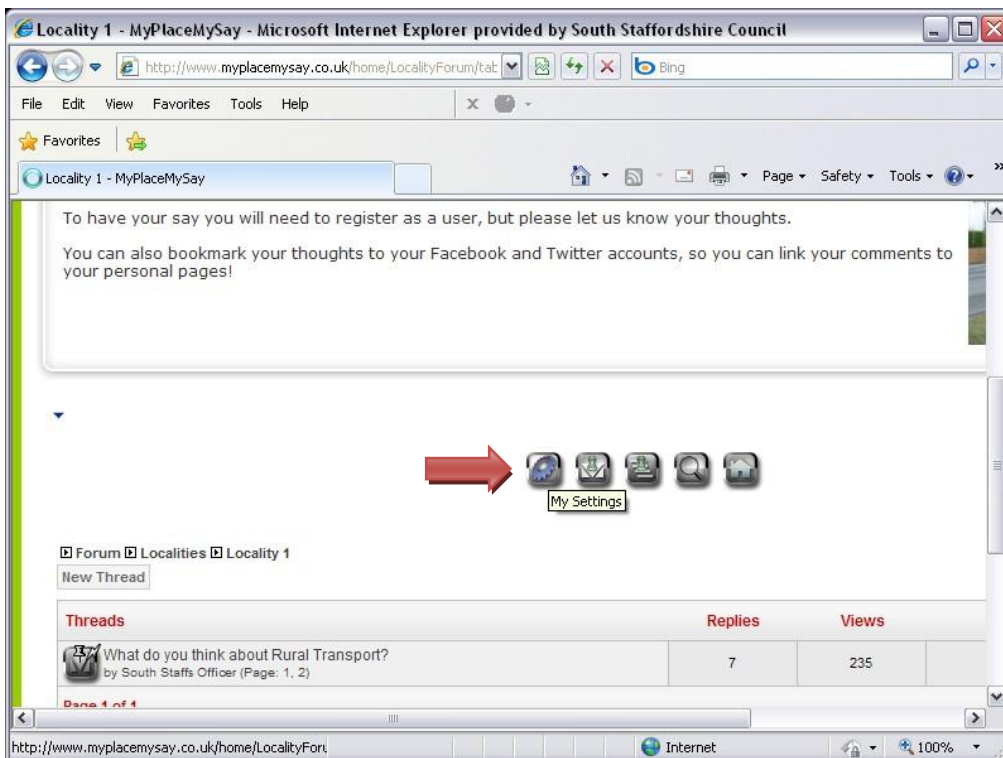 Locality 1 - MyPlaceMySay - Microsoft Internet Explorer provided by South Staffordshire Council
http://www.myplacemysay.co.uk/home/LocalityForum/tab
Bing
File Edit View Favorites Tools Help
X
Favorites
Locality 1 - MyPlaceMySay
Page Safety Tools
To have your say you will need to register as a user, but please let us know your thoughts.
You can also bookmark your thoughts to your Facebook and Twitter accounts, so you can link your comments to
your personal pages!
My Settings
Forum Localities Locality 1
New Thread
Threads Replies Views
What do you think about Rural Transport? 7 235
by South Staffs Officer (Page: 1, 2)
Page 1 of 1
http://www.myplacemysay.co.uk/home/LocalityForu
Internet
100%